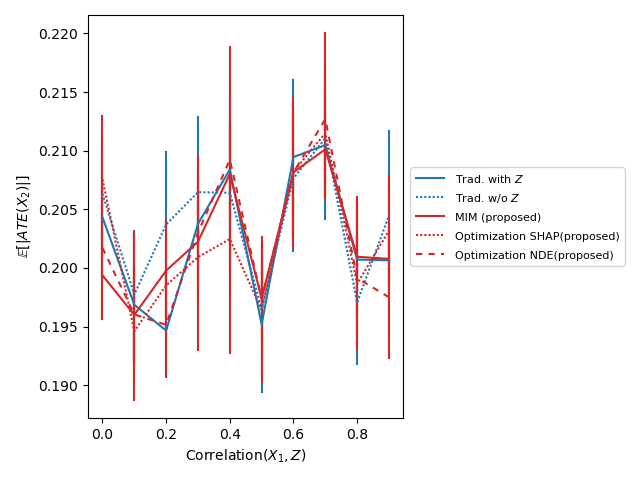 0.220
0.215
0.210
0.205
0.200
0.195
0.190
𝔼[|ATE(X₂)|]
0.0 0.2 0.4 0.6 0.8
Correlation(X₁, Z)
Trad. with Z
Trad. w/o Z
MIM (proposed)
Optimization SHAP(proposed)
Optimization NDE(proposed)